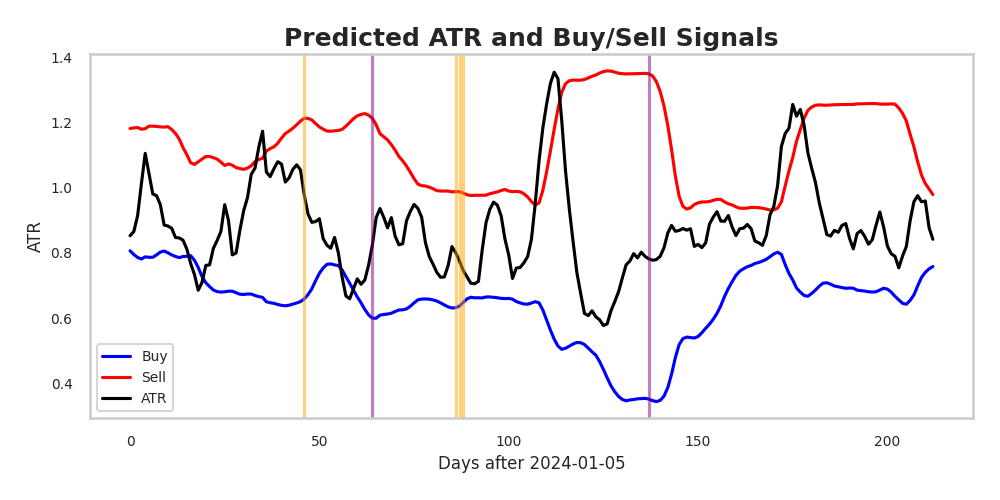 Predicted ATR and Buy/Sell Signals
1.4
1.2
1.0
0.8
0.6
0.4
ATR
Buy
Sell
ATR
0 50 100 150 200
Days after 2024-01-05